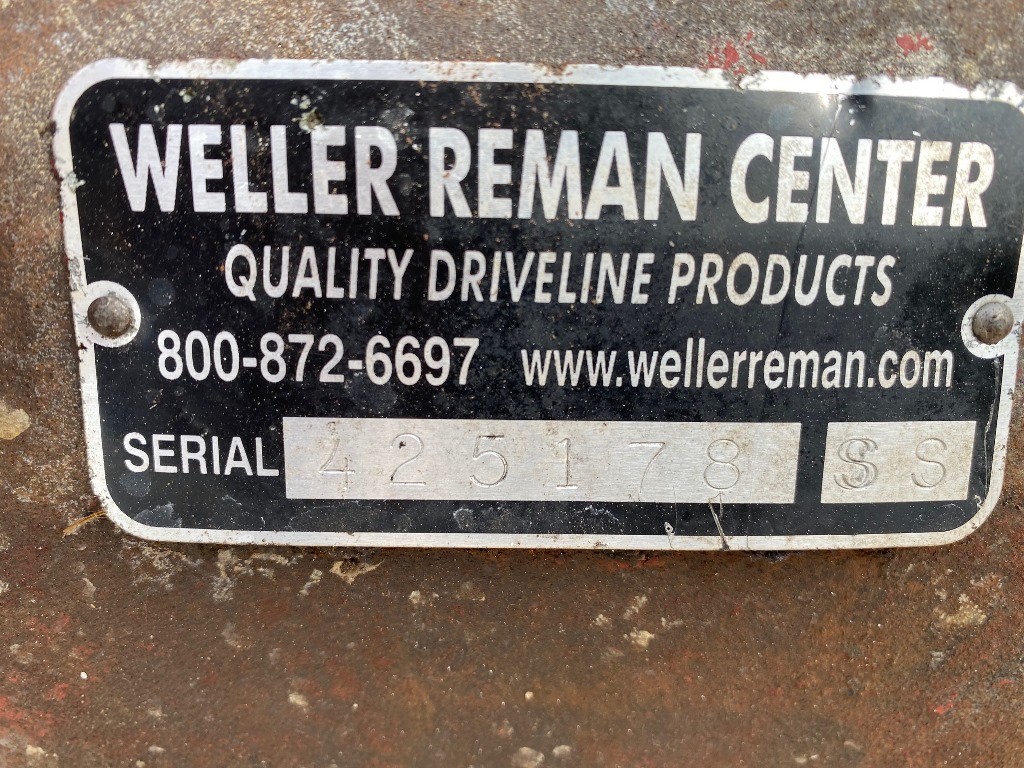 WELLER REMAN CENTER
QUALITY DRIVELINE PRODUCTS
800-872-6697 www.wellerreman.com
SERIAL 425178 SS